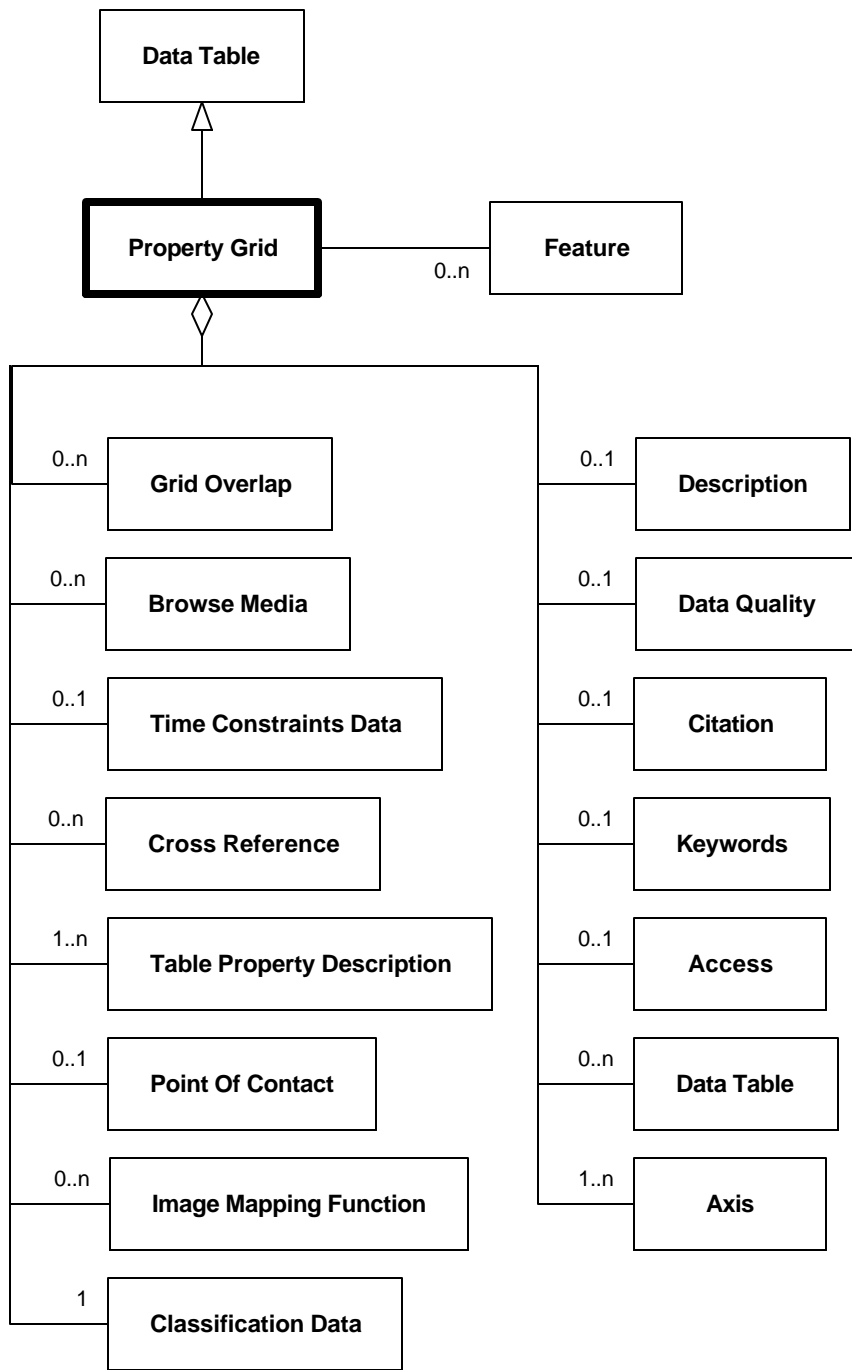 Data Table
Property Grid
Feature
0..n
0..n
Grid Overlap
0..n
Browse Media
0..1
Time Constraints Data
0..n
Cross Reference
1..n
Table Property Description
0..1
Point Of Contact
0..n
Image Mapping Function
1
Classification Data
0..1
Description
0..1
Data Quality
0..1
Citation
0..1
Keywords
0..1
Access
0..n
Data Table
1..n
Axis